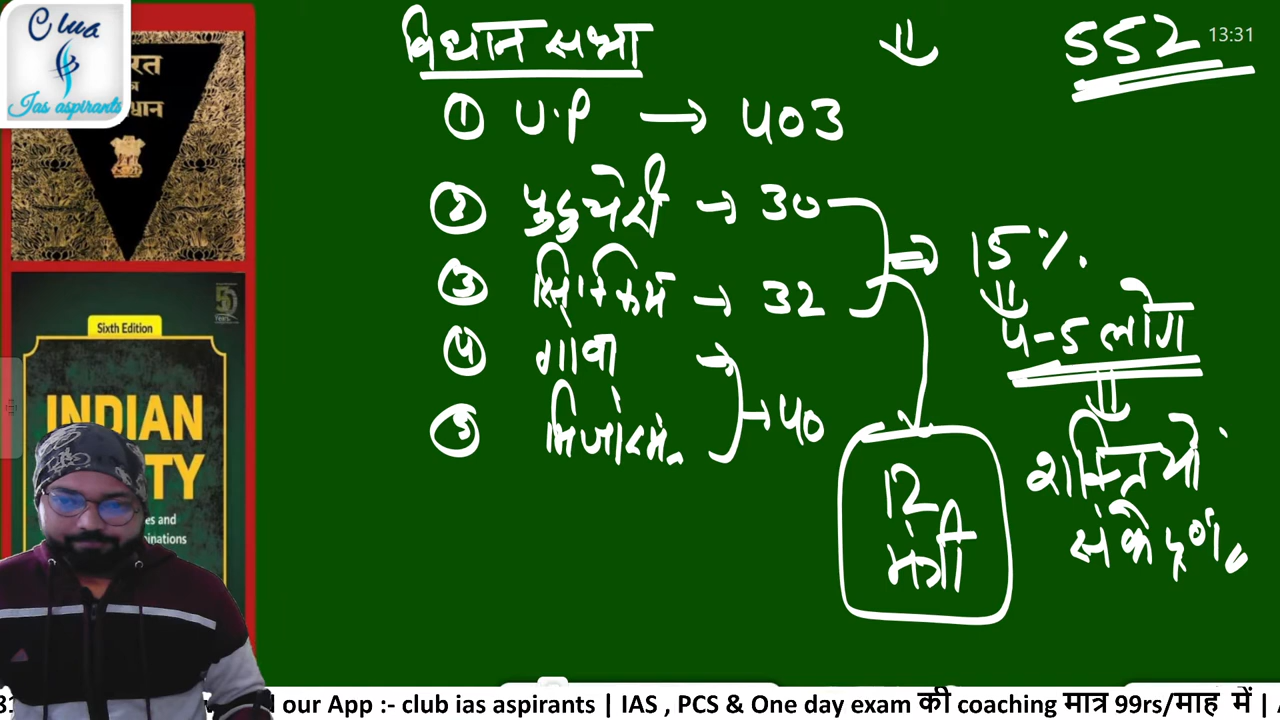 Club
Ias aspirants
13:31
552
विधान सभा
① U.P → 403
② पुदुचेरी → 30
③ सिक्किम → 32
④ गोवा
⑤ मिजोरम
→ 40
15%.
4-5 लोग
शक्तियों
12
मंत्री
भारत
Sixth Edition
INDIAN
our App :- club ias aspirants | IAS , PCS & One day exam की coaching मात्र 99rs/माह में |